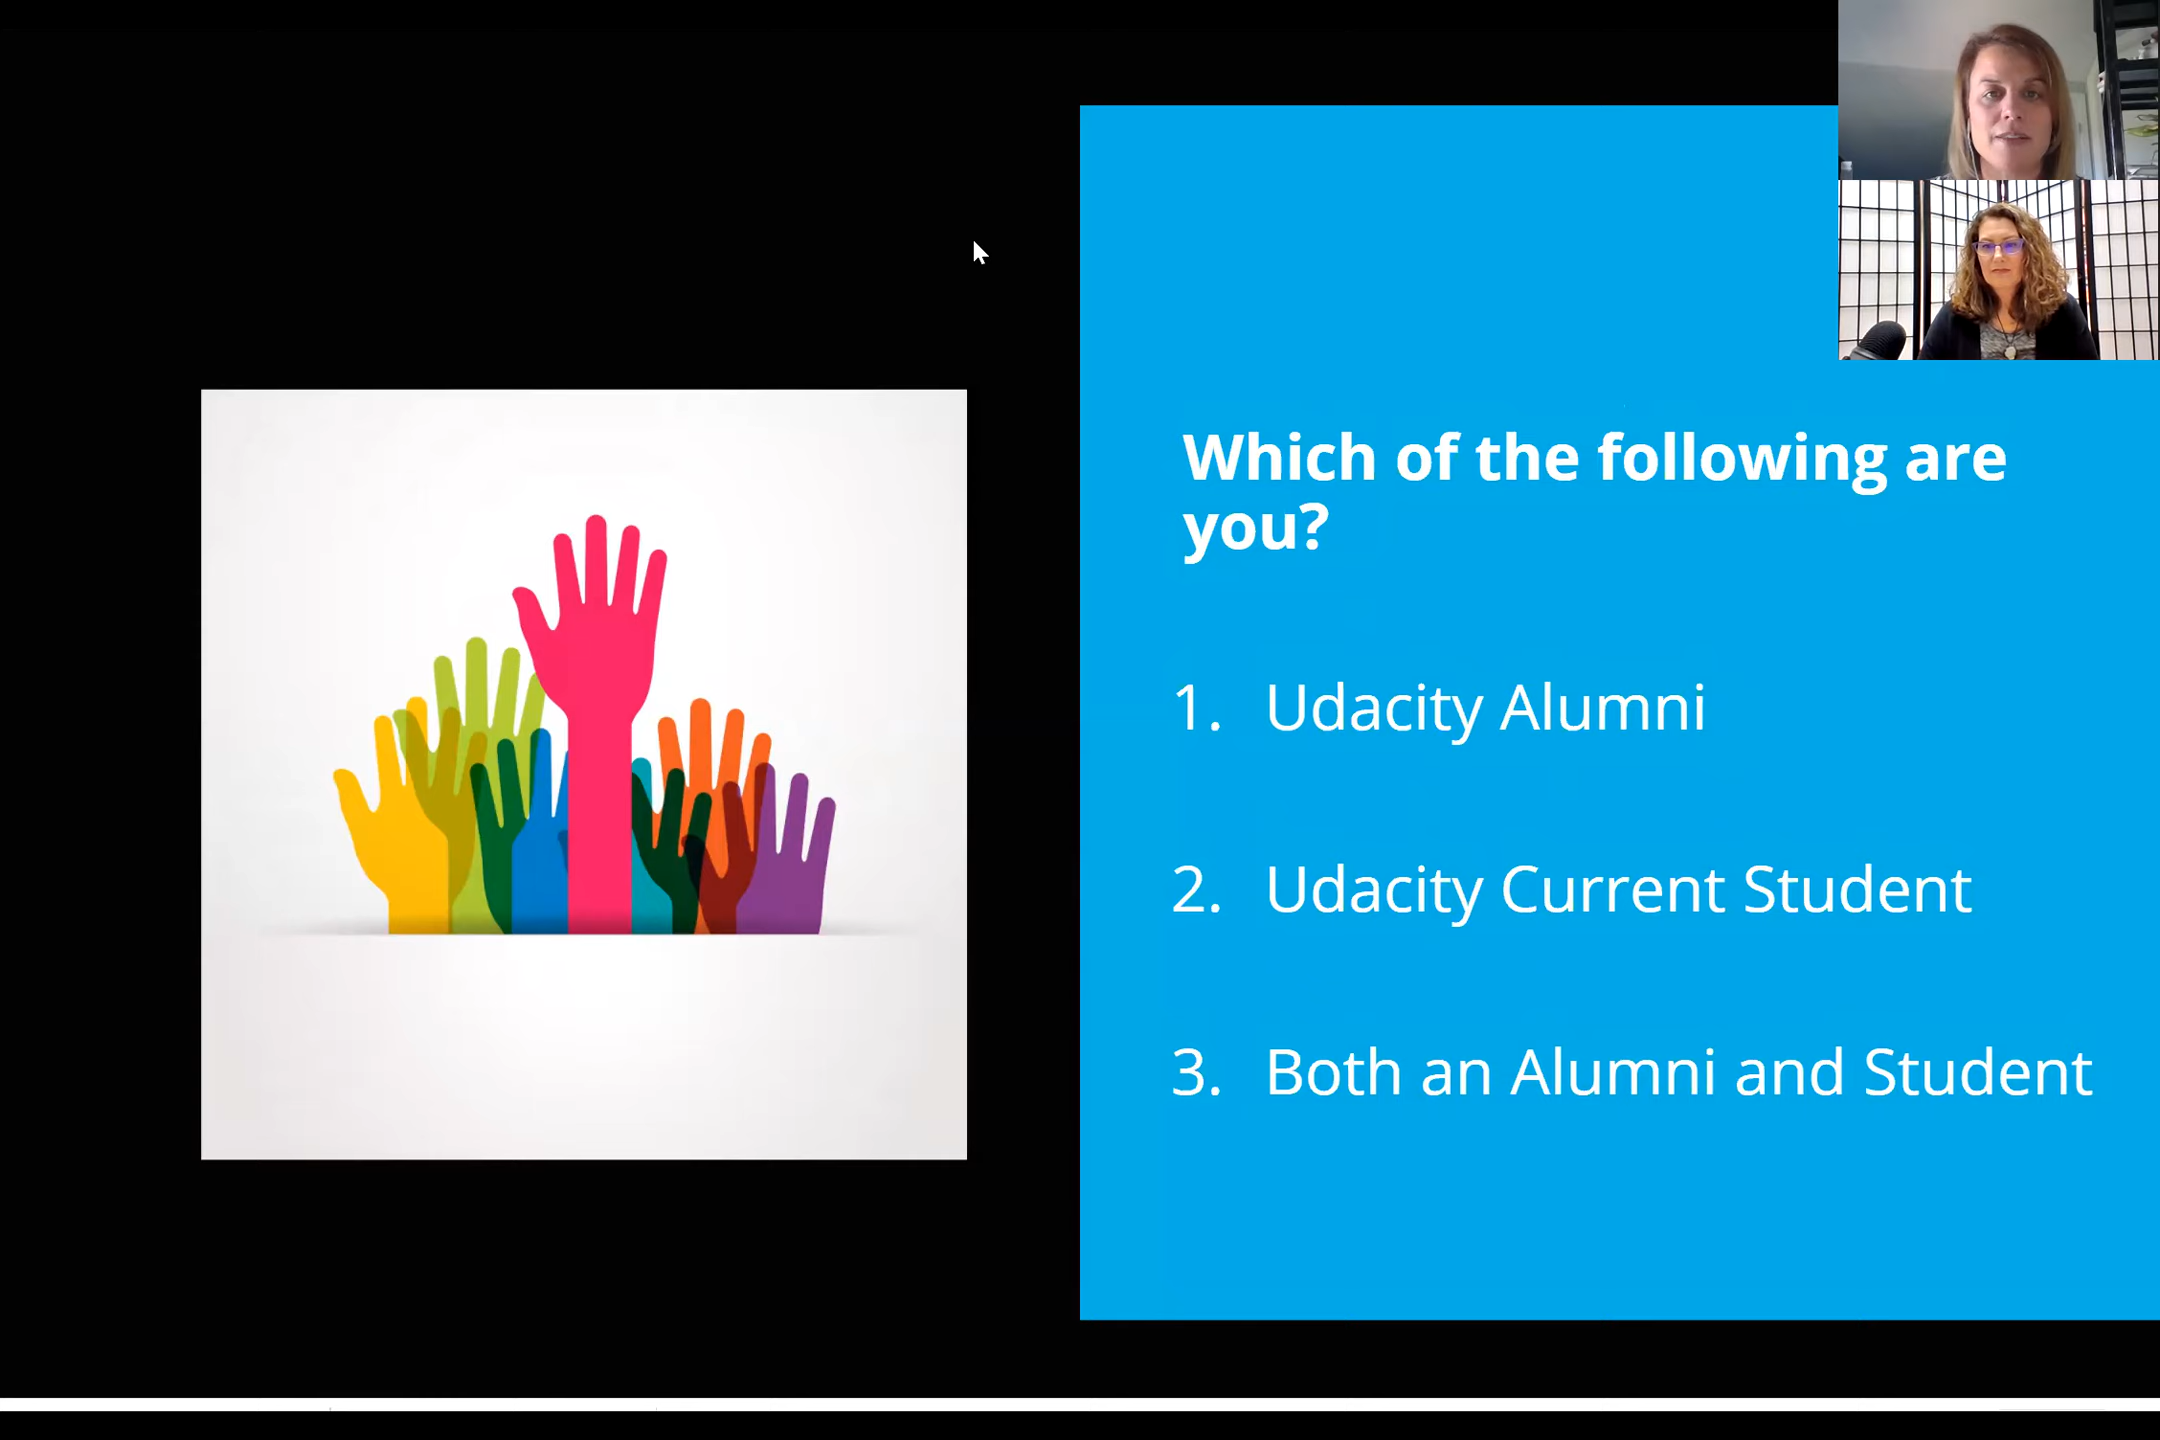 Which of the following are
you?
1. Udacity Alumni
2. Udacity Current Student
3. Both an Alumni and Student